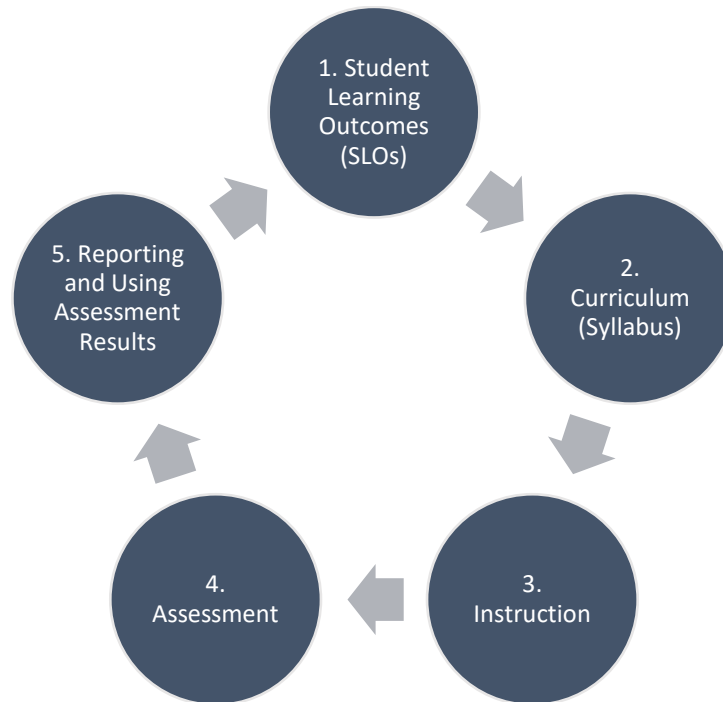 1. Student
Learning
Outcomes
(SLOs)
2.
Curriculum
(Syllabus)
3.
Instruction
4.
Assessment
5. Reporting
and Using
Assessment
Results